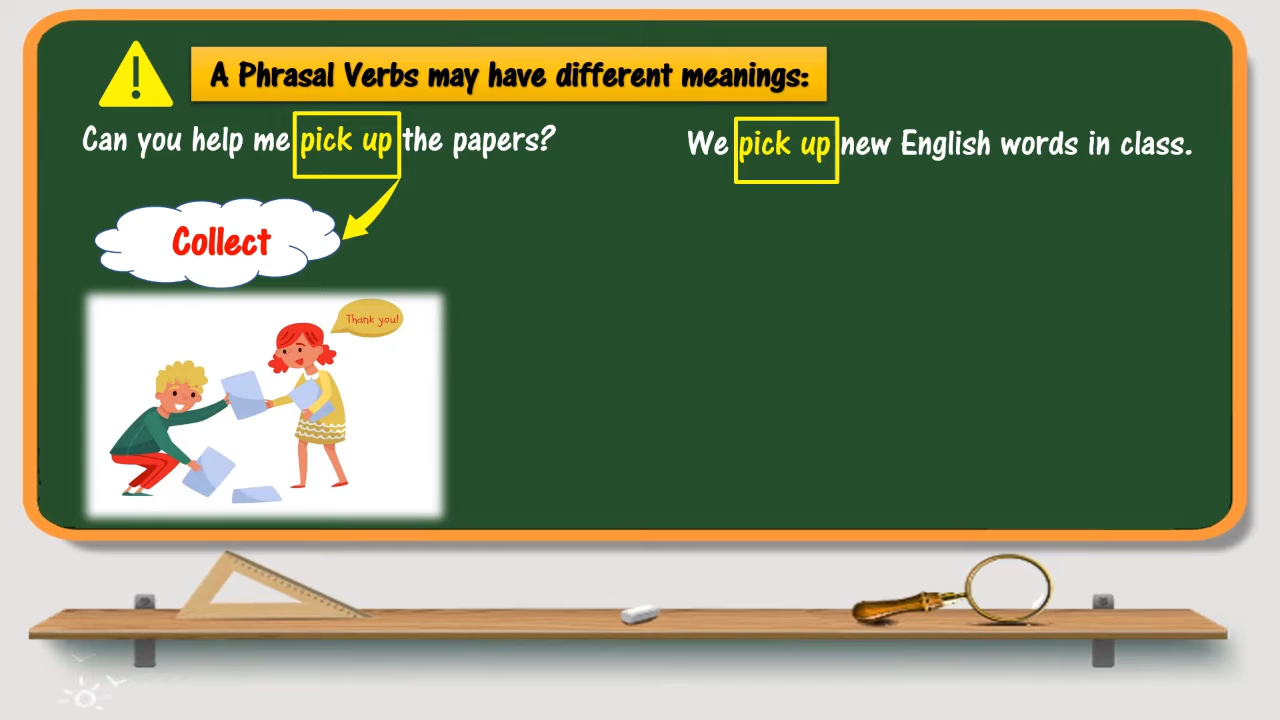 A Phrasal Verbs may have different meanings:
Can you help me pick up the papers?
We pick up new English words in class.
Collect
Thank you!